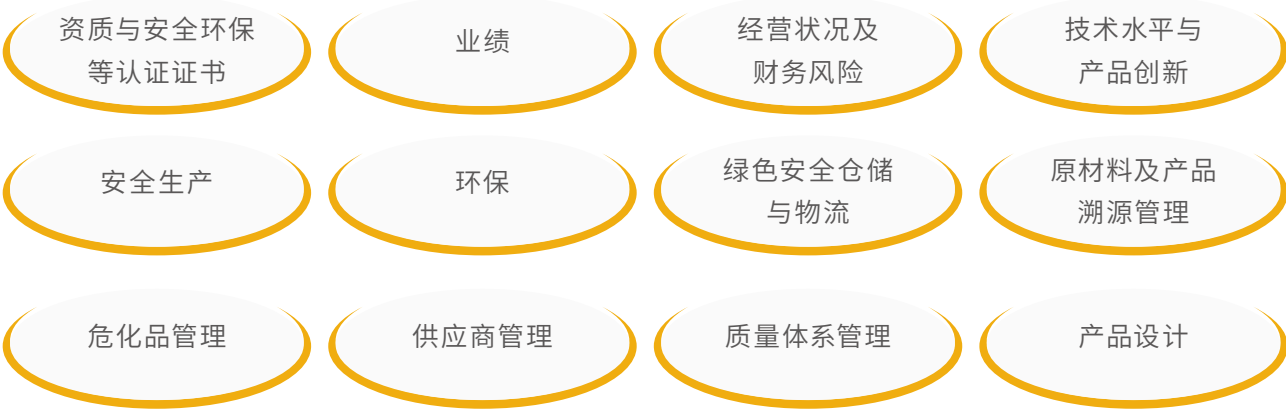 资质与安全环保
等认证证书
业绩
经营状况及
财务风险
技术水平与
产品创新
安全生产
环保
绿色安全仓储
与物流
原材料及产品
溯源管理
危化品管理
供应商管理
质量体系管理
产品设计